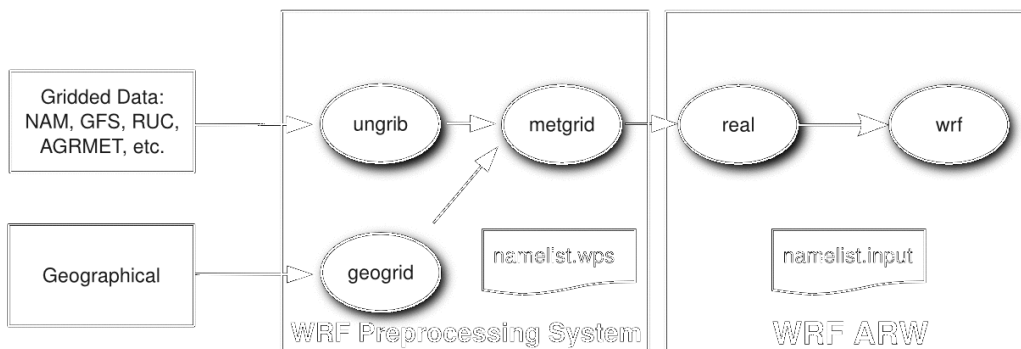 Gridded Data:
NAM, GFS, RUC,
AGRMET, etc.
ungrib
metgrid
real
wrf
Geographical
geogrid
namelist.wps
namelist.input
WRF Preprocessing System
WRF ARW